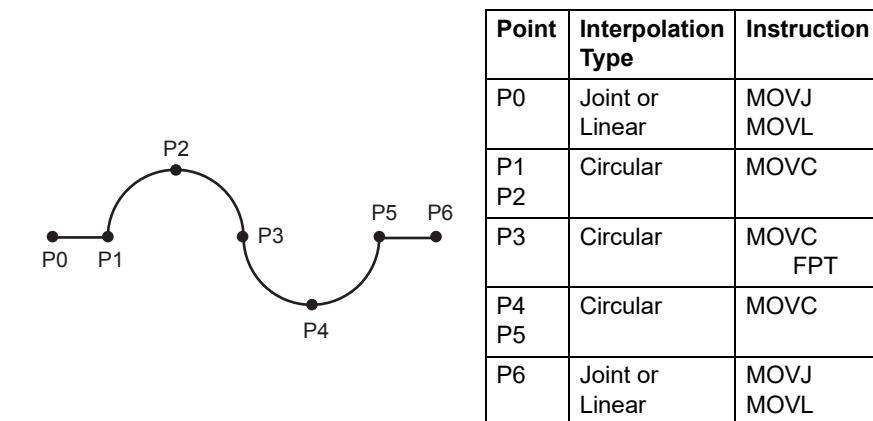 P2
P3
P5 P6
P0 P1
P4
Point Interpolation Type Instruction
P0 Joint or Linear MOVJ MOVL
P1 P2 Circular MOVC
P3 Circular MOVC FPT
P4 P5 Circular MOVC
P6 Joint or Linear MOVJ MOVL